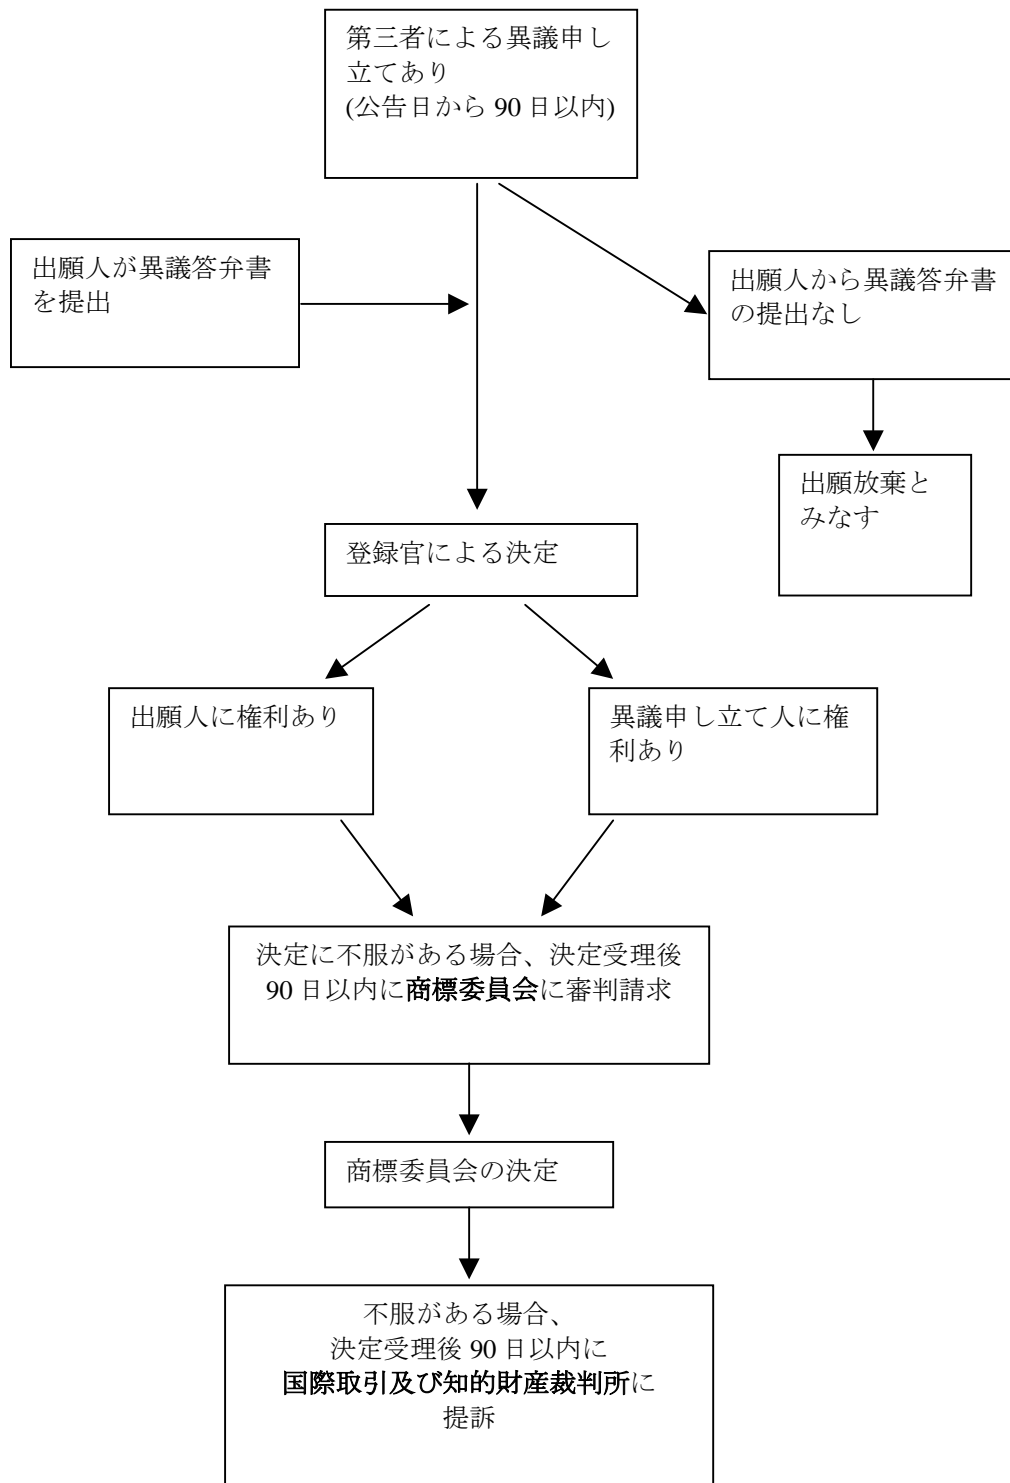 第三者による異議申し
立てあり
(公告日から 90 日以内)
出願人が異議答弁書
を提出
出願人から異議答弁書
の提出なし
出願放棄と
みなす
登録官による決定
出願人に権利あり
異議申し立て人に権
利あり
決定に不服がある場合、決定受理後
90 日以内に商標委員会に審判請求
商標委員会の決定
不服がある場合、
決定受理後 90 日以内に
国際取引及び知的財産裁判所に
提訴